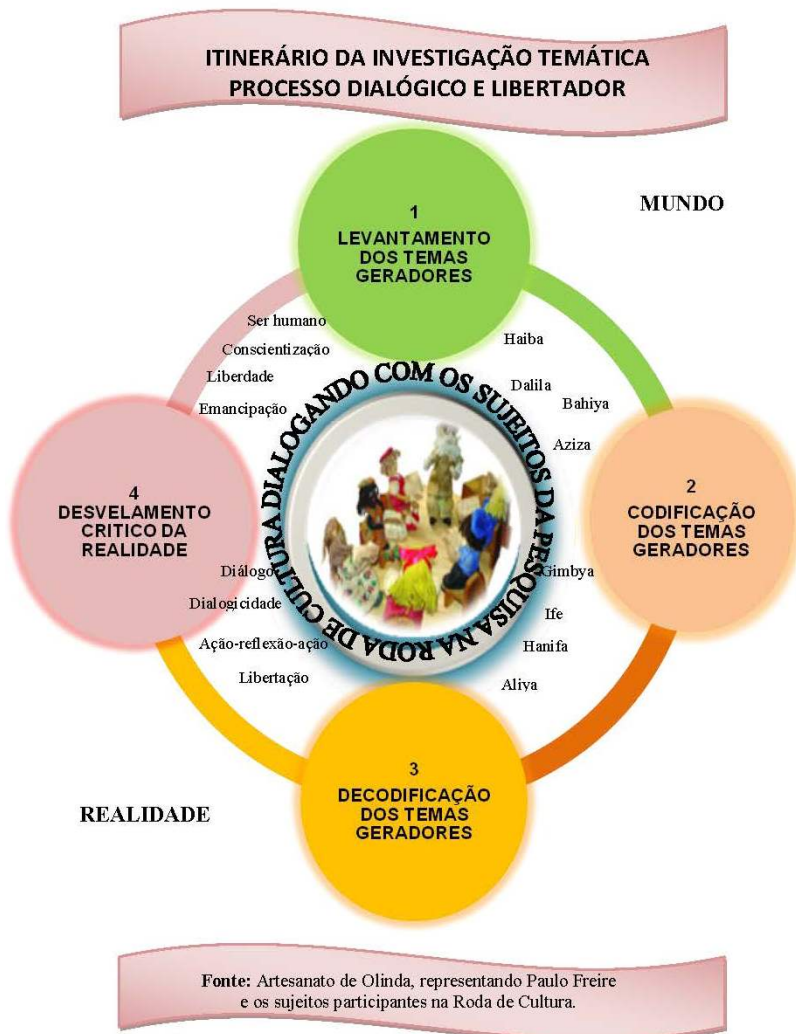 ITINERÁRIO DA INVESTIGAÇÃO TEMÁTICA
PROCESSO DIALÓGICO E LIBERTADOR
MUNDO
1
LEVANTAMENTO
DOS TEMAS
GERADORES
Ser humano
Conscientização
Liberdade
Emancipação
Haiba
Dalila
Bahiya
Aziza
RODA DE CULTURA DIALOGANDO COM OS SUJEITOS DA PESQUISA NA
4
DESVELAMENTO
CRITICO DA
REALIDADE
2
CODIFICAÇÃO
DOS TEMAS
GERADORES
Diálogo
Dialogicidade
Ação-reflexão-ação
Libertação
Gimbya
Ife
Hanifa
Aliya
3
DECODIFICAÇÃO
DOS TEMAS
GERADORES
REALIDADE
Fonte: Artesanato de Olinda, representando Paulo Freire
e os sujeitos participantes na Roda de Cultura.